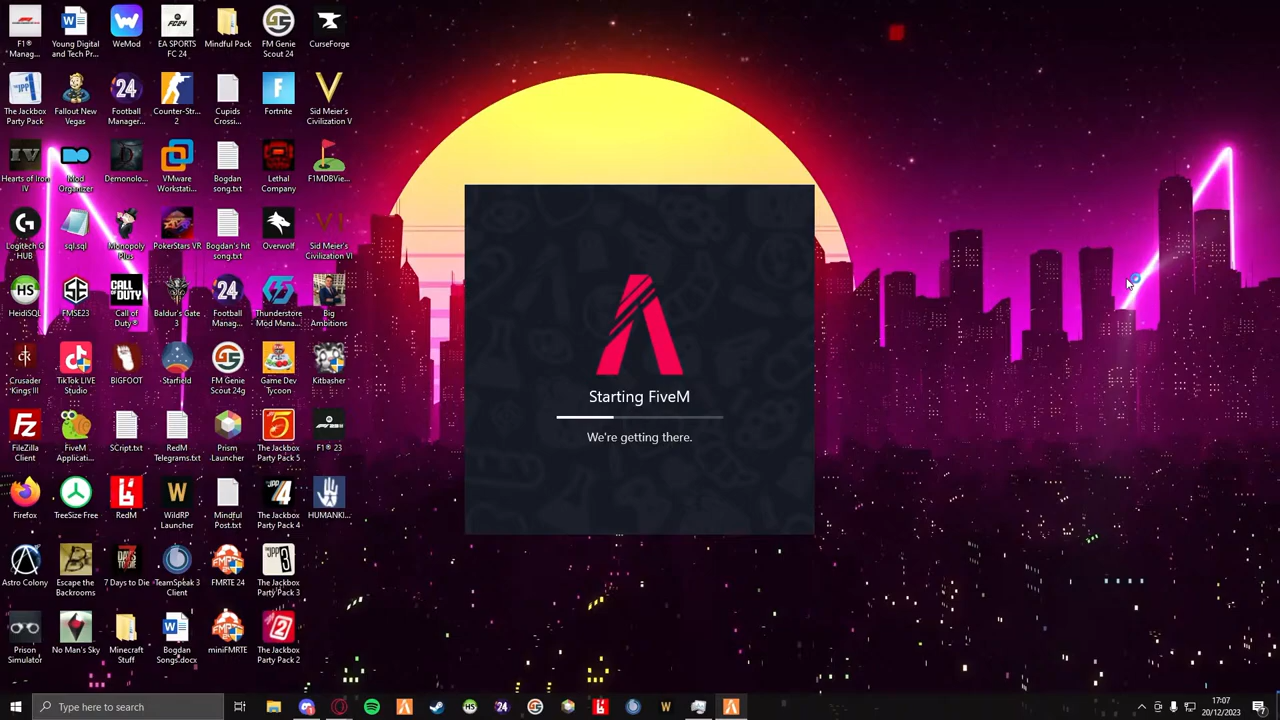 F1®
Manag...
Young Digital
and Tech Pr...
WeMod
EA SPORTS
FC 24
Mindful Pack
FM Genie
Scout 24
CurseForge
The Jackbox
Party Pack
Fallout New
Vegas
Football
Manager...
Counter-Str...
2
Cupids
Crossi...
Fortnite
Sid Meier's
Civilization V
Hearts of Iron
IV
Mod
Organizer
Demonolo...
VMware
Workstati...
Bogdan
song.txt
Lethal
Company
F1MDBVie...
Logitech G
HUB
sql.sql
Monopoly
Plus
PokerStars VR
Bogdan's hit
song.txt
Overwolf
Sid Meier's
Civilization VI
HeidiSQL
FMSE23
Call of
Duty®
Baldur's Gate
3
Football
Manag...
Thunderstore
Mod Mana...
Big
Ambitions
Crusader
Kings III
TikTok LIVE
Studio
BIGFOOT
Starfield
FM Genie
Scout 24g
Game Dev
Tycoon
Kitbasher
FileZilla
Client
FiveM
Applicati...
SCript.txt
RedM
Telegrams.txt
Prism
Launcher
The Jackbox
Party Pack 5
F1® 23
Firefox
TreeSize Free
RedM
WildRP
Launcher
Mindful
Post.txt
The Jackbox
Party Pack 4
HUMANKI...
Astro Colony
Escape the
Backrooms
7 Days to Die
TeamSpeak 3
Client
FMRTE 24
The Jackbox
Party Pack 3
Prison
Simulator
No Man's Sky
Minecraft
Stuff
Bogdan
Songs.docx
miniFMRTE
The Jackbox
Party Pack 2
Starting FiveM
We're getting there.
Type here to search
17:07
20/12/2023